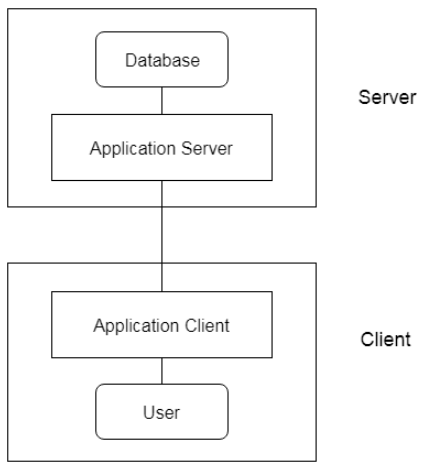 Database
Server
Application Server
Application Client
Client
User